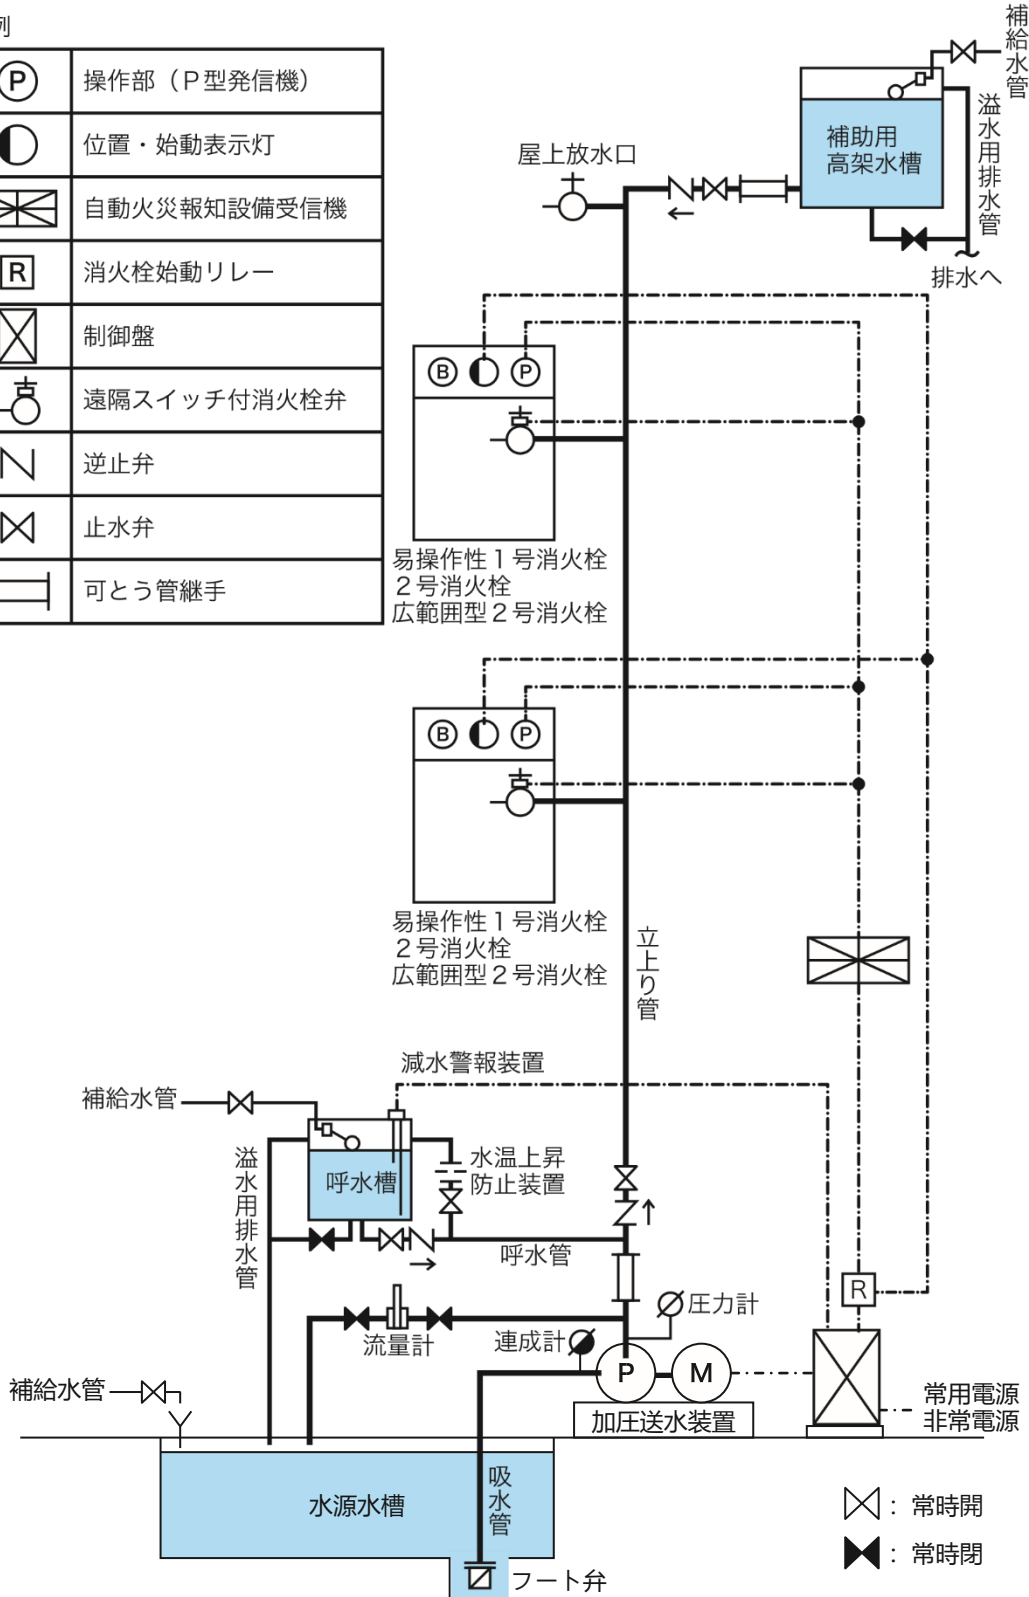 例
P 操作部（P型発信機）
位置・始動表示灯
自動火災報知設備受信機
R 消火栓始動リレー
制御盤
遠隔スイッチ付消火栓弁
逆止弁
止水弁
可とう管継手
補給水管
溢水用排水管
補助用
高架水槽
排水へ
屋上放水口
B P
易操作性1号消火栓
2号消火栓
広範囲型2号消火栓
B P
易操作性1号消火栓
2号消火栓
広範囲型2号消火栓
立上り管
減水警報装置
補給水管
溢水用排水管
呼水槽
水温上昇
防止装置
呼水管
流量計
連成計
圧力計
R
P M
加圧送水装置
常用電源
非常電源
補給水管
水源水槽
吸水管
フート弁
：常時開
：常時閉